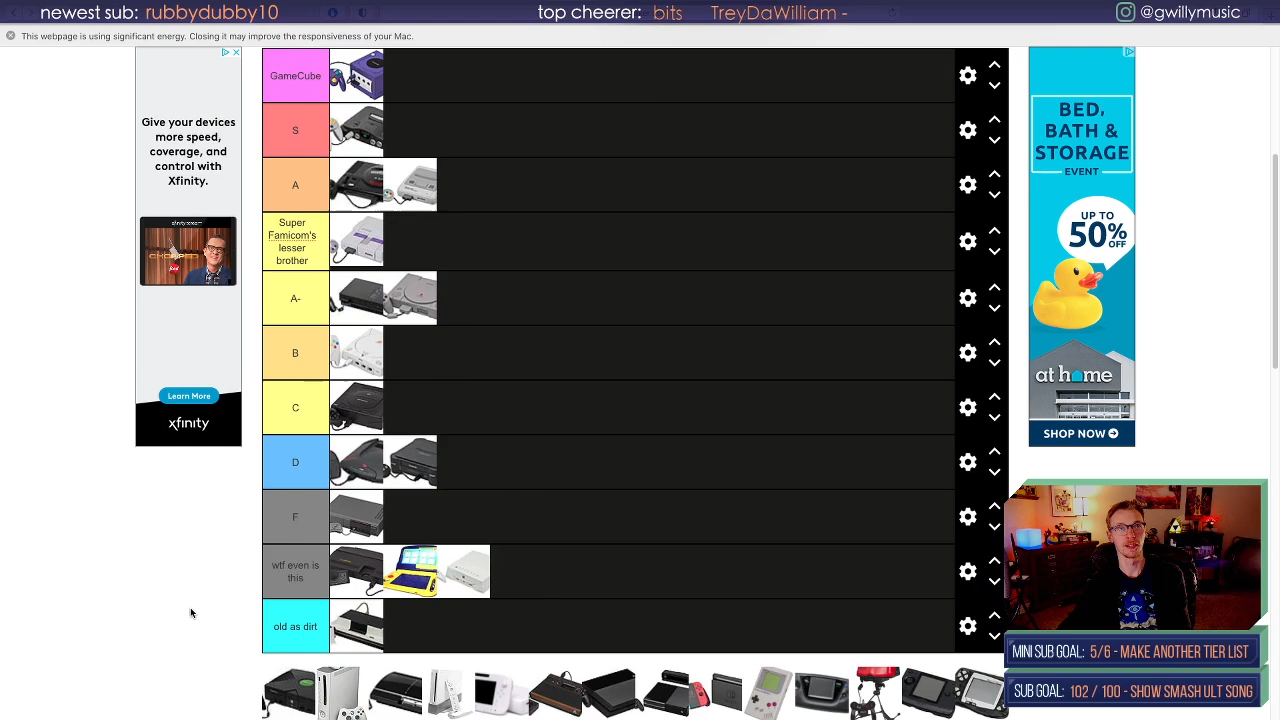 newest sub: rubbydubby10
top cheerer: bits TreyDaWilliam -
@gwillymusic
This webpage is using significant energy. Closing it may improve the responsiveness of your Mac.
Give your devices
more speed,
coverage, and
control with
Xfinity.
CHOPPED
Learn More
xfinity
GameCube
S
A
Super
Famicom's
lesser
brother
A-
B
C
D
F
wtf even is
this
old as dirt
BED,
BATH &
STORAGE
EVENT
UP TO
50% OFF
at home
SHOP NOW
MINI SUB GOAL: 5/6 - MAKE ANOTHER TIER LIST
SUB GOAL: 102 / 100 - SHOW SMASH ULT SONG